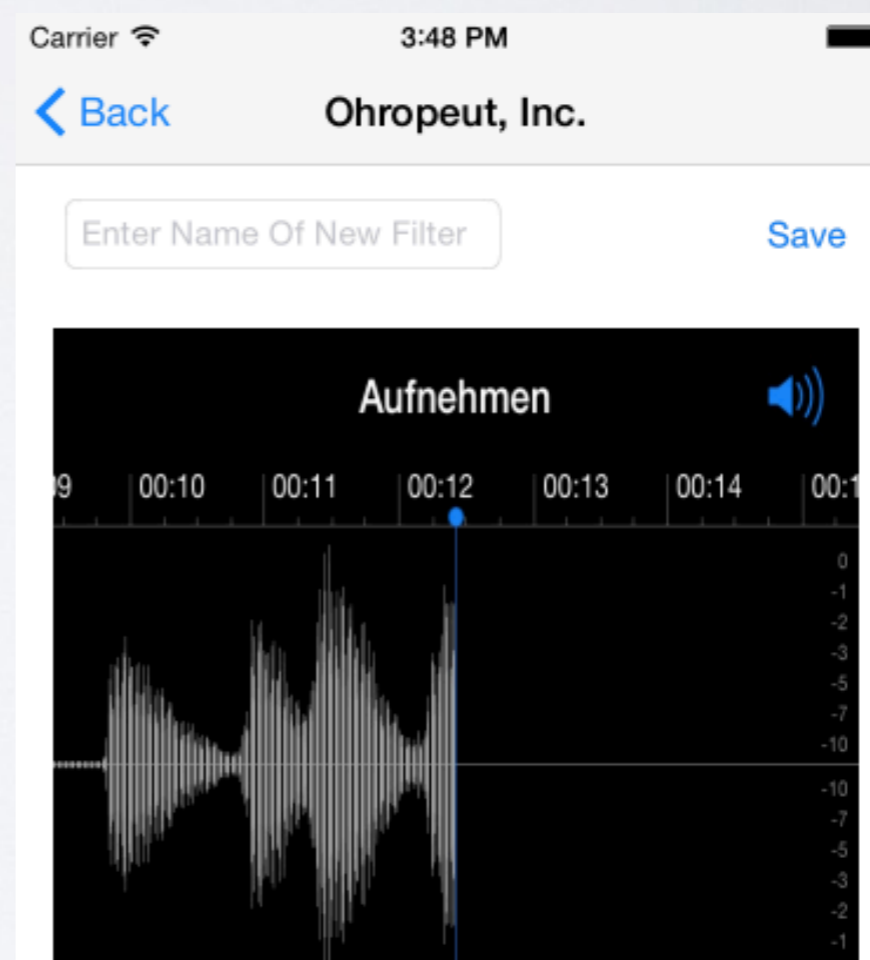 Carrier 3:48 PM
Back Ohropeut, Inc.
Enter Name Of New Filter Save
Aufnehmen
00:10 00:11 00:12 00:13 00:14
0
-1
-2
-3
-5
-7
-10
-10
-7
-5
-3
-2
-1